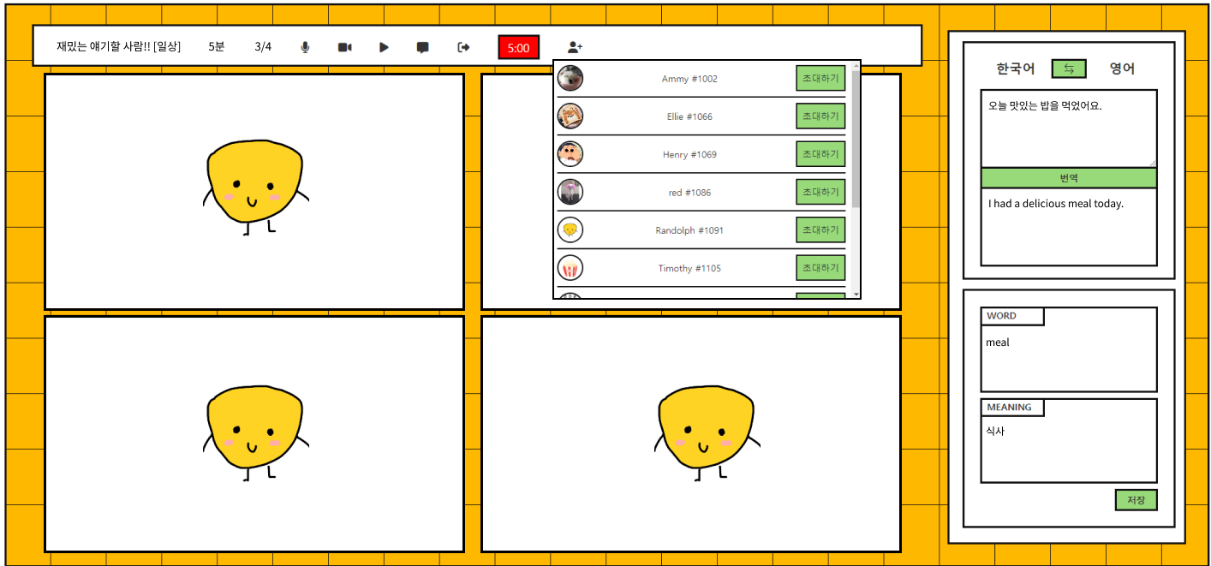 재밌는 얘기할 사람!! [일상] 5분 3/4 5:00
Ammy #1002 초대하기
Ellie #1066 초대하기
Henry #1069 초대하기
red #1086 초대하기
Randolph #1091 초대하기
Timothy #1105 초대하기
한국어 영어
오늘 맛있는 밥을 먹었어요.
번역
I had a delicious meal today.
WORD
meal
MEANING
식사
저장